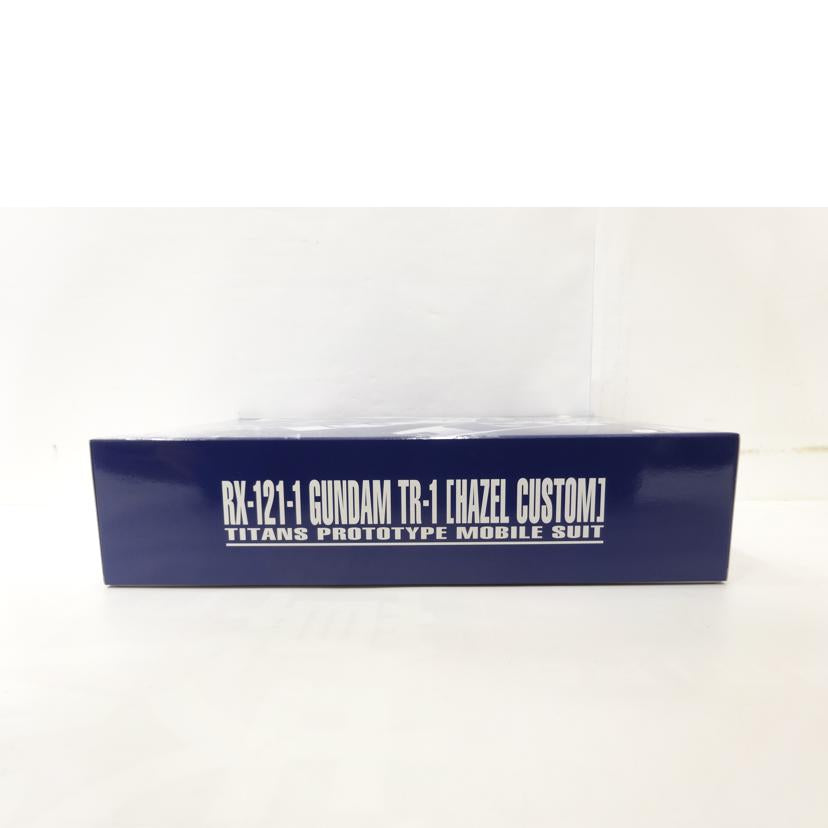 RX-121-1 GUNDAM TR-1 [HAZEL CUSTOM]
TITANS PROTOTYPE MOBILE SUIT